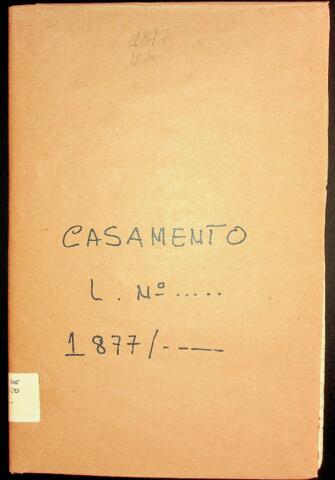 1877
CASAMENTO
L. Nº.....
1877/-----